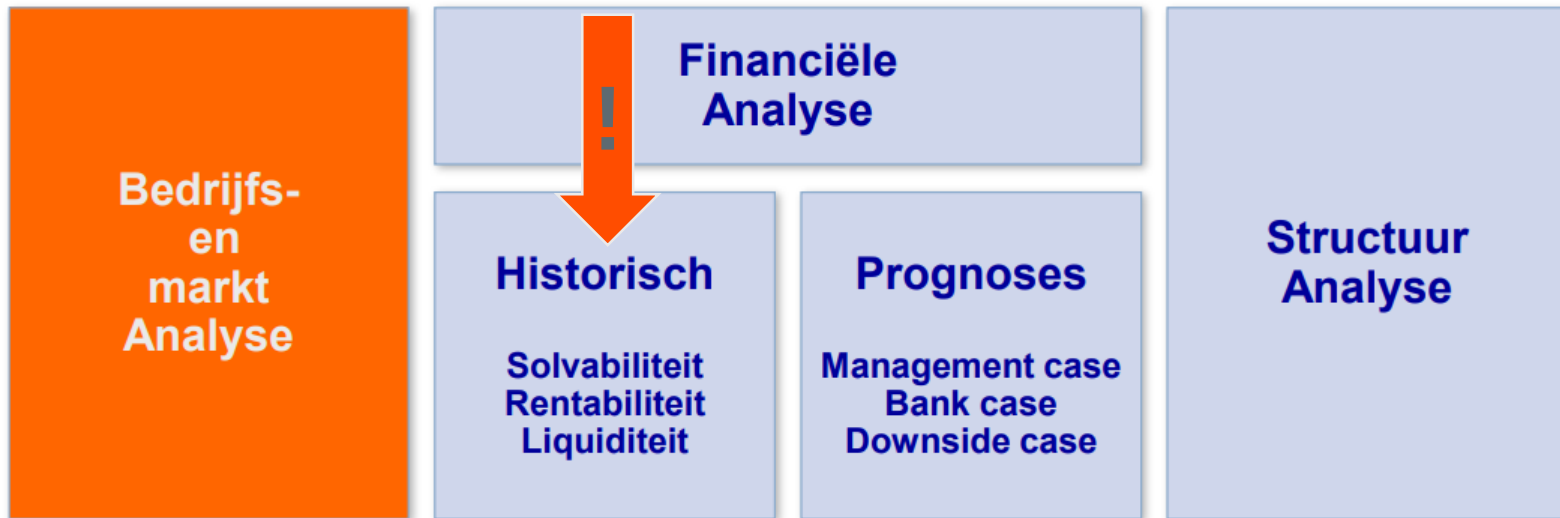 Bedrijfs-
en
markt
Analyse
Financiële
Analyse
!
Historisch
Solvabiliteit
Rentabiliteit
Liquiditeit
Prognoses
Management case
Bank case
Downside case
Structuur
Analyse